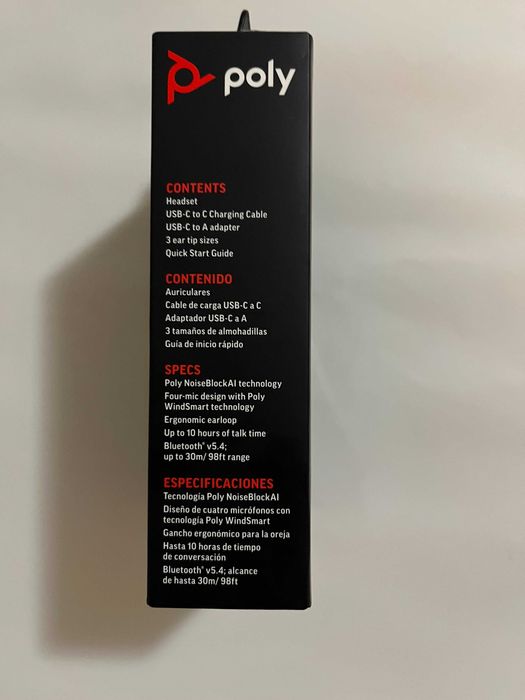 poly
CONTENTS
Headset
USB-C to C Charging Cable
USB-C to A adapter
3 ear tip sizes
Quick Start Guide
CONTENIDO
Auriculares
Cable de carga USB-C a C
Adaptador USB-C a A
3 tamaños de almohadillas
Guía de inicio rápido
SPECS
Poly NoiseBlockAI technology
Four-mic design with Poly
WindSmart technology
Ergonomic earloop
Up to 10 hours of talk time
Bluetooth® v5.4;
up to 30m/ 98ft range
ESPECIFICACIONES
Tecnología Poly NoiseBlockAI
Diseño de cuatro micrófonos con
tecnología Poly WindSmart
Gancho ergonómico para la oreja
Hasta 10 horas de tiempo
de conversación
Bluetooth® v5.4; alcance
de hasta 30m/ 98ft